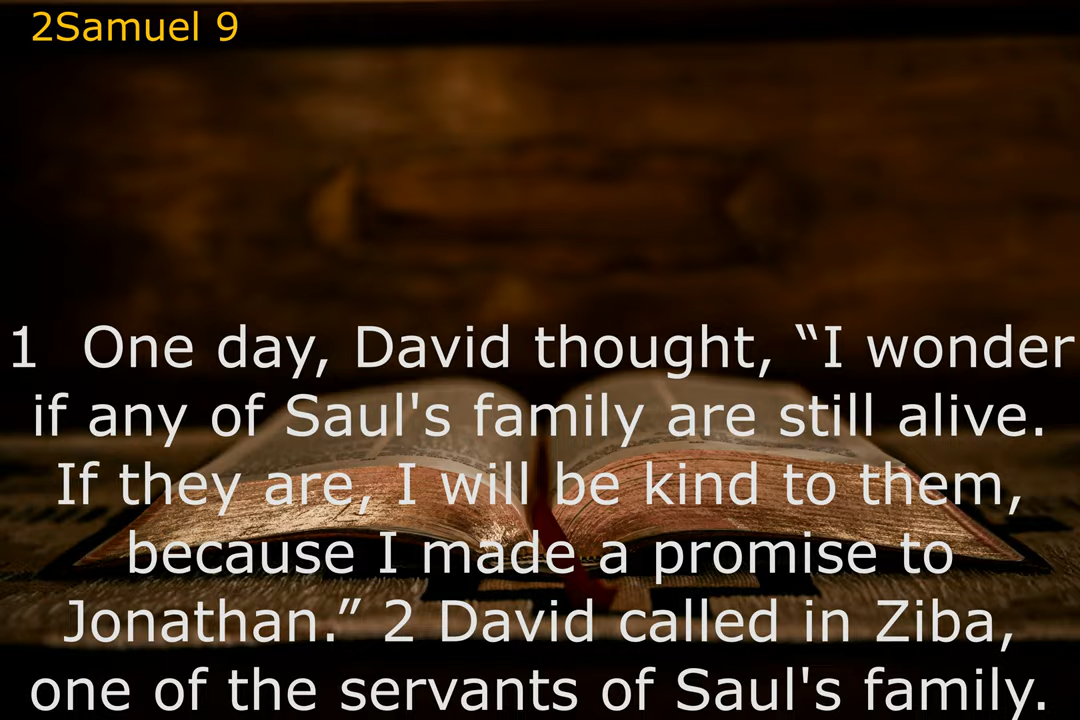 2Samuel 9
1 One day, David thought, “I wonder
if any of Saul's family are still alive.
If they are, I will be kind to them,
because I made a promise to
Jonathan.” 2 David called in Ziba,
one of the servants of Saul's family.